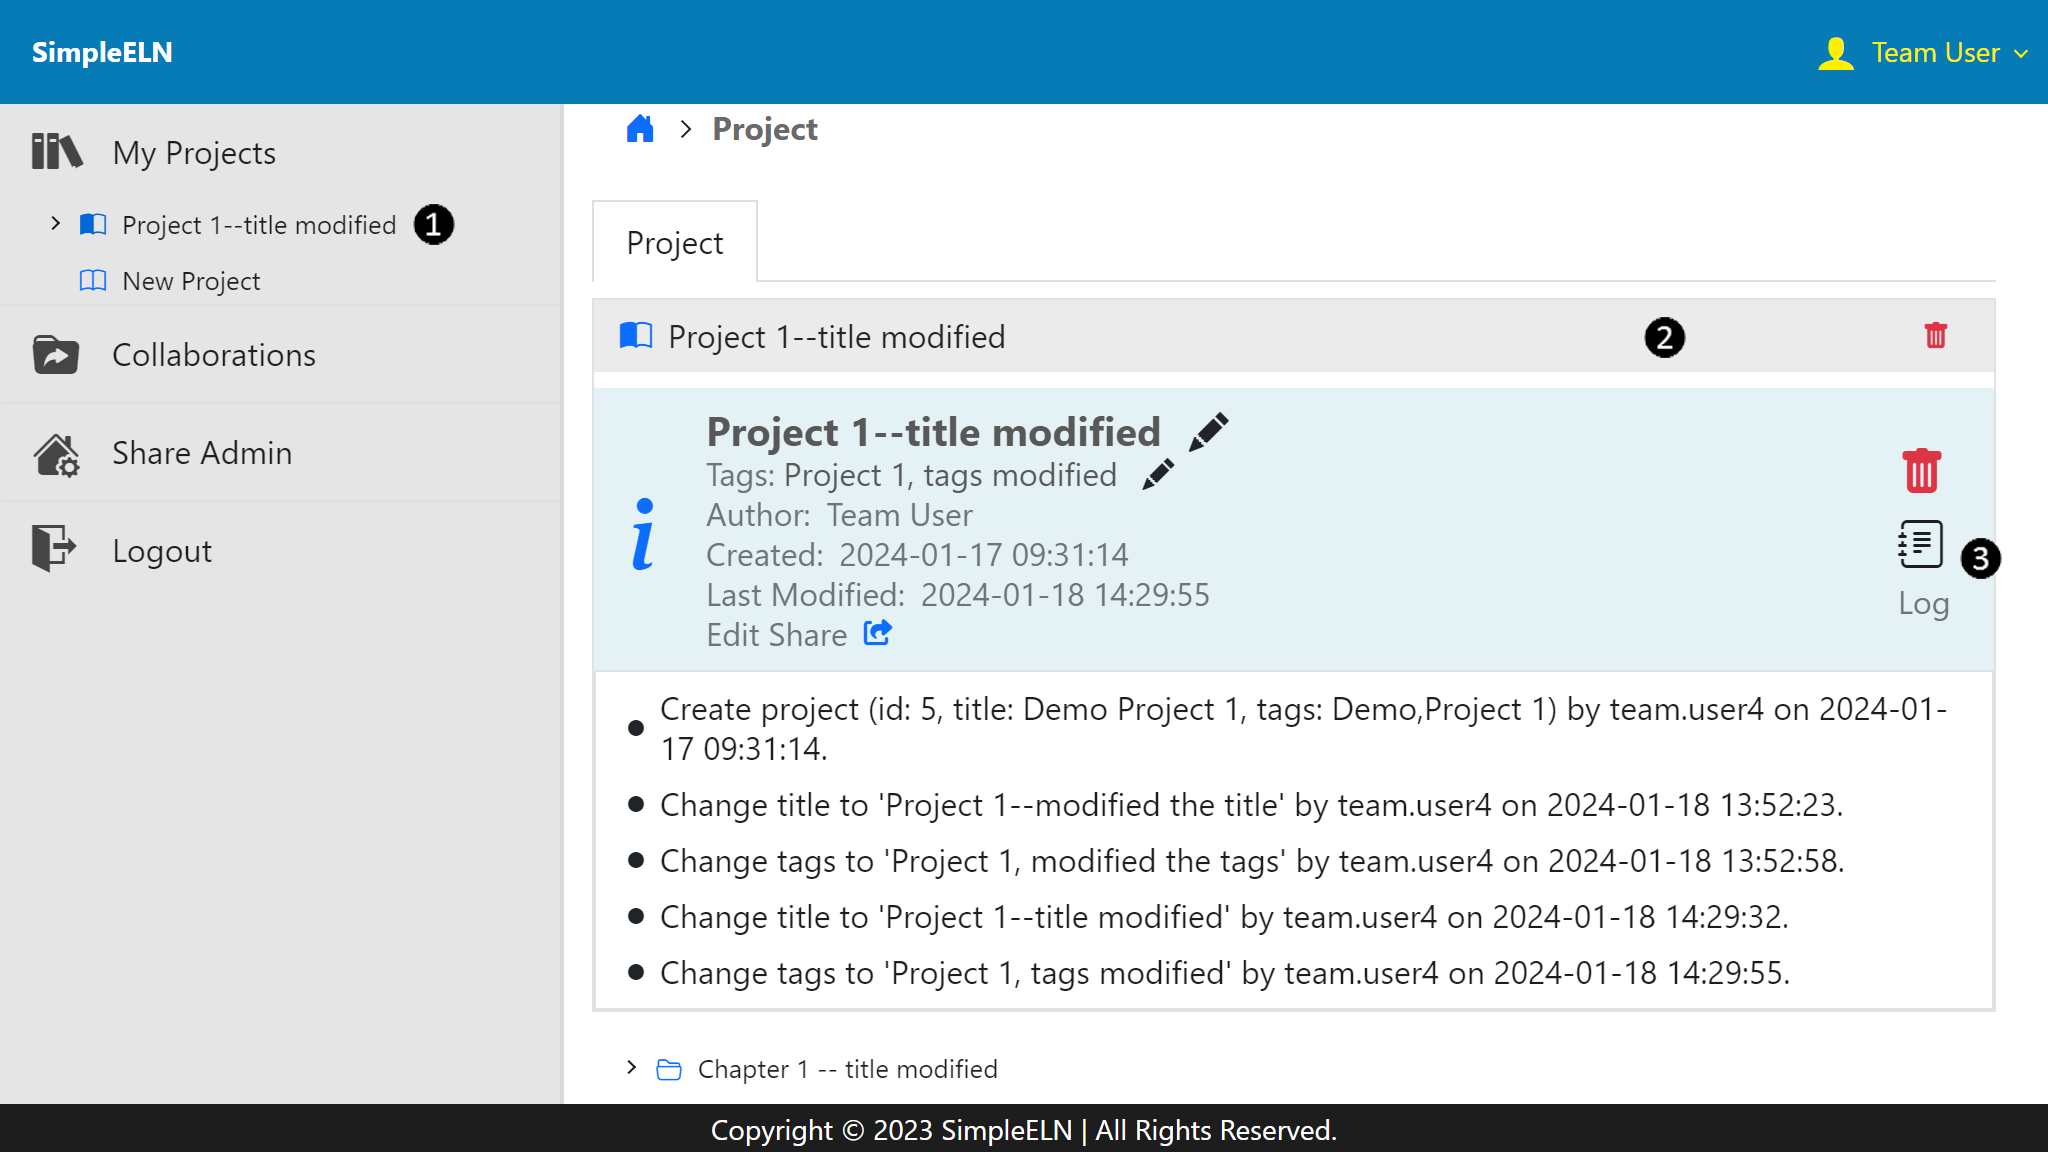 SimpleELN
Team User
My Projects
Project 1--title modified 1
New Project
Collaborations
Share Admin
Logout
Project
Project
Project 1--title modified 2
Project 1--title modified
Tags: Project 1, tags modified
Author: Team User
Created: 2024-01-17 09:31:14
Last Modified: 2024-01-18 14:29:55
Edit Share
3
Log
Create project (id: 5, title: Demo Project 1, tags: Demo,Project 1) by team.user4 on 2024-01-
17 09:31:14.
Change title to 'Project 1--modified the title' by team.user4 on 2024-01-18 13:52:23.
Change tags to 'Project 1, modified the tags' by team.user4 on 2024-01-18 13:52:58.
Change title to 'Project 1--title modified' by team.user4 on 2024-01-18 14:29:32.
Change tags to 'Project 1, tags modified' by team.user4 on 2024-01-18 14:29:55.
Chapter 1 -- title modified
Copyright © 2023 SimpleELN | All Rights Reserved.